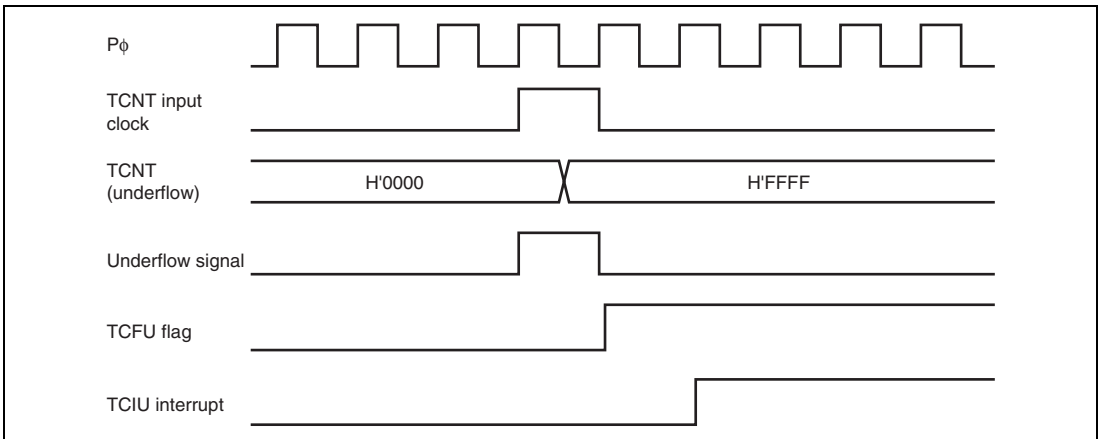 Pϕ
TCNT input
clock
TCNT
(underflow)
H'0000
H'FFFF
Underflow signal
TCFU flag
TCIU interrupt